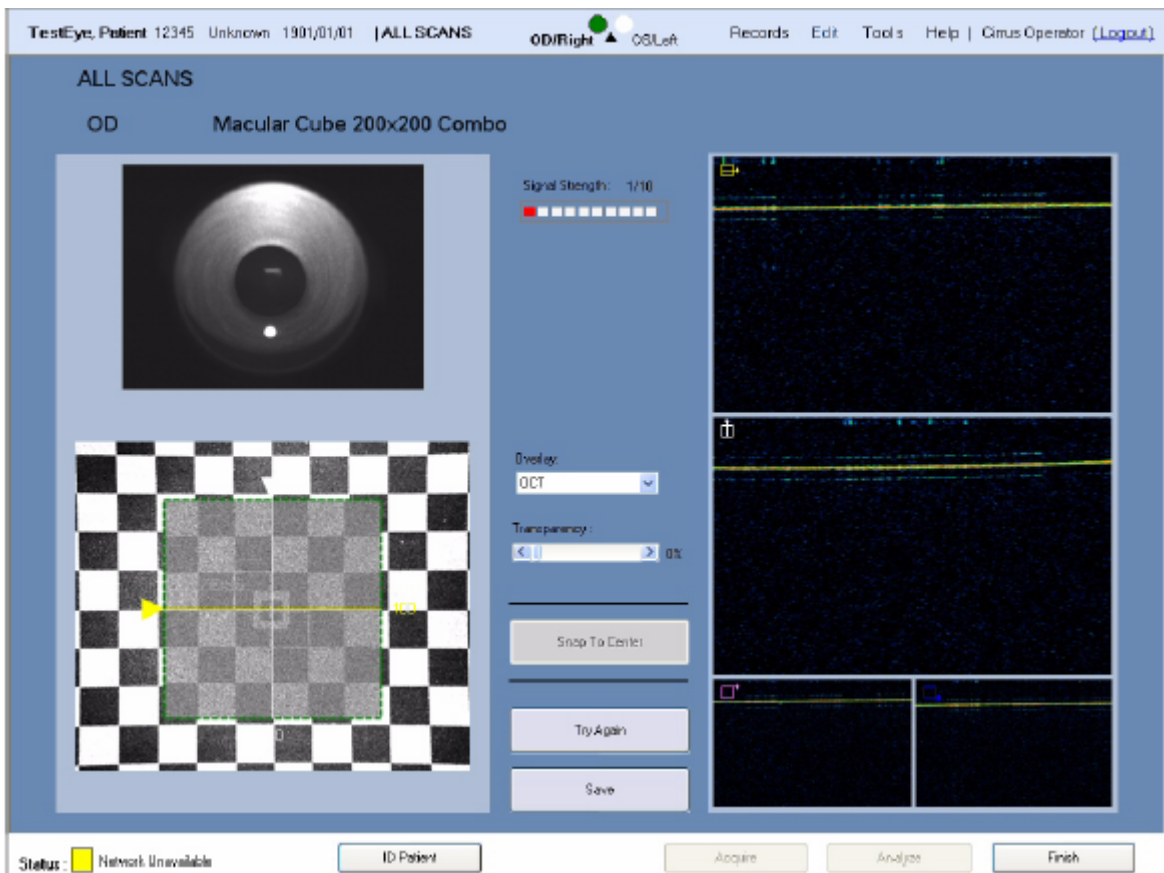 TestEye, Patient 12345 Unknown 1901/01/01 | ALL SCANS OD/Right OS/Left Records Edit Tools Help | Cirrus Operator (Logout)
ALL SCANS
OD Macular Cube 200x200 Combo
Signal Strength: 1/10
Overlay:
OCT
Transparency:
0%
Snap To Center
0
Try Again
Save
Status: Network Unavailable ID Patient Acquire Analyze Finish